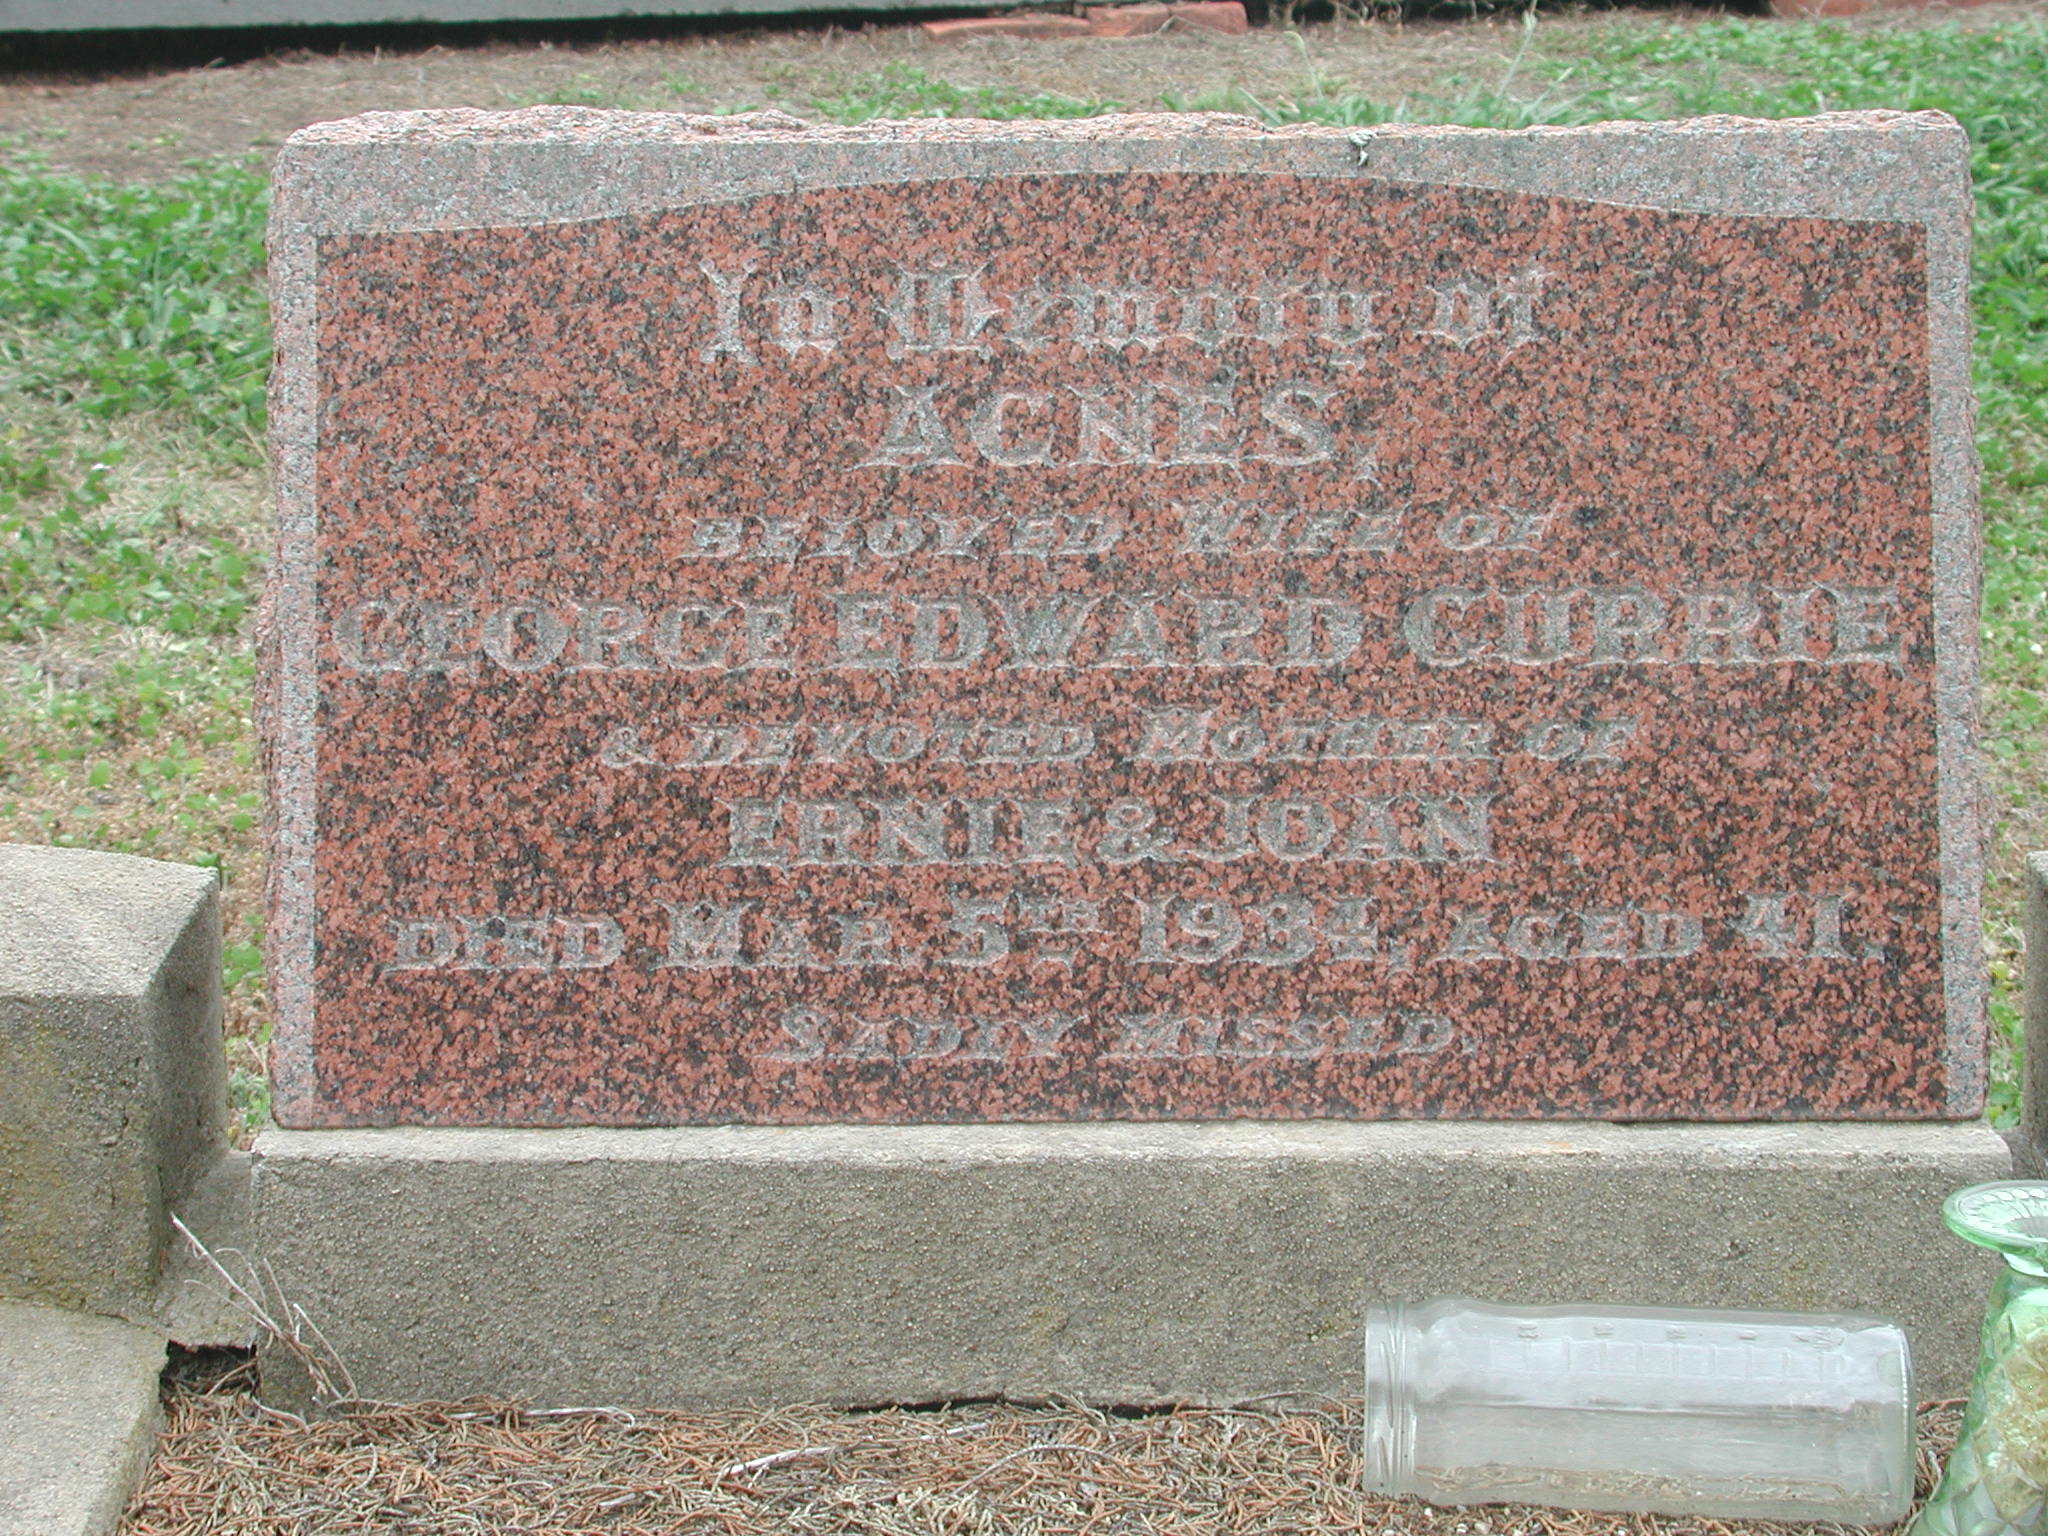 In Memory of
AGNES,
BELOVED WIFE OF
GEORGE EDWARD CURRIE,
& DEVOTED MOTHER OF
ERNIE & JOAN
DIED MAR. 5TH 1934, AGED 41.
SADLY MISSED.